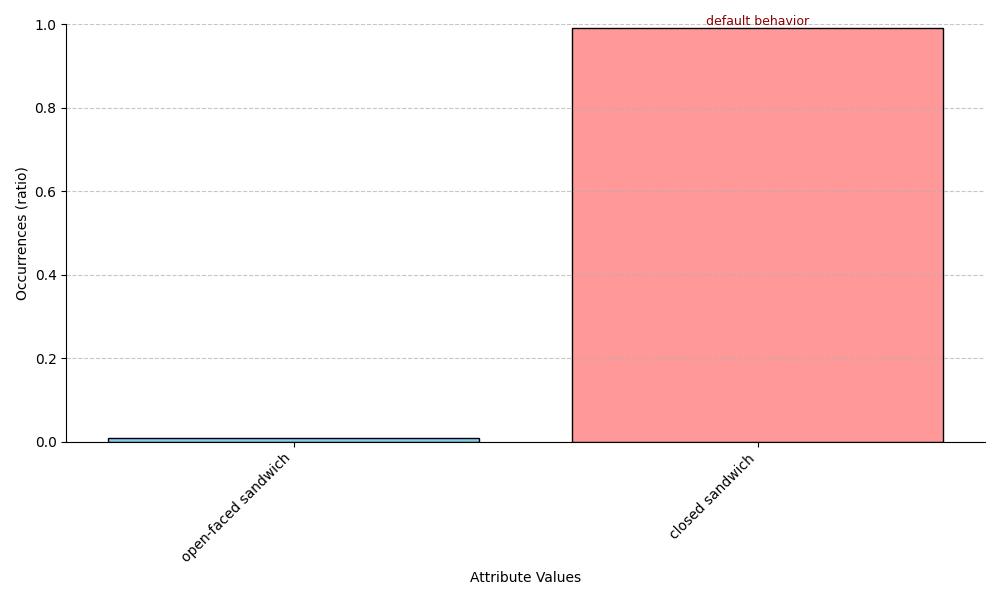 default behavior
1.0
0.8
0.6
0.4
0.2
0.0
Occurrences (ratio)
open-faced sandwich
closed sandwich
Attribute Values